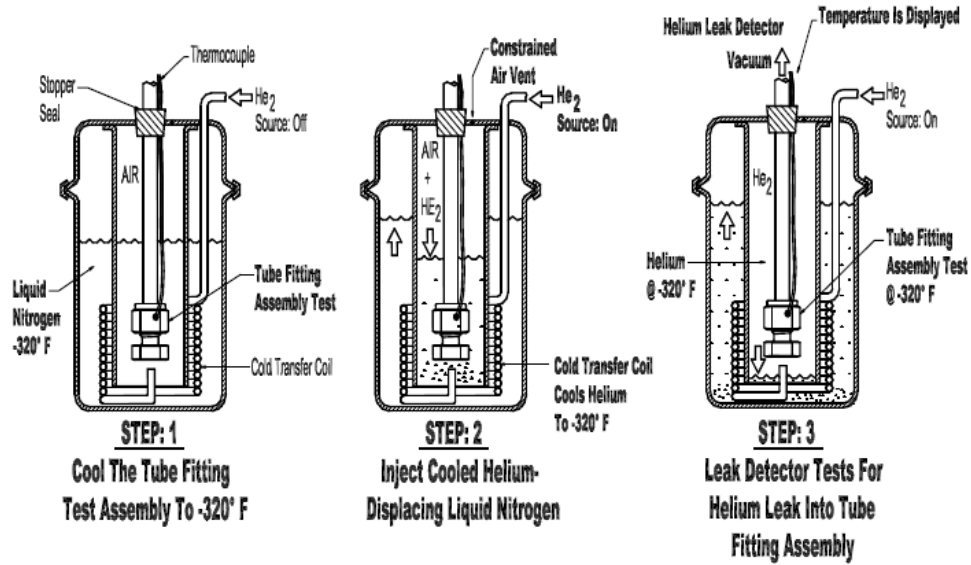 Thermocouple
Stopper
Seal
He2
Source: Off
AIR
Liquid
Nitrogen
-320° F
Tube Fitting
Assembly Test
Cold Transfer Coil
STEP: 1
Cool The Tube Fitting
Test Assembly To -320° F
Constrained
Air Vent
He2
Source: On
AIR
+
HE2
Cold Transfer Coil
Cools Helium
To -320° F
STEP: 2
Inject Cooled Helium-
Displacing Liquid Nitrogen
Temperature Is Displayed
Helium Leak Detector
Vacuum
He2
Source: On
He2
Helium
@ -320° F
Tube Fitting
Assembly Test
@ -320° F
STEP: 3
Leak Detector Tests For
Helium Leak Into Tube
Fitting Assembly